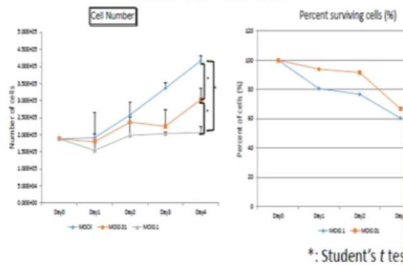 Cell Number
Percent surviving cells (%)
Number of cells
5.00E+05
4.50E+05
4.00E+05
3.50E+05
3.00E+05
2.50E+05
2.00E+05
1.50E+05
1.00E+05
5.00E+04
0.00E+00
Day0 Day1 Day2 Day3 Day4
MOCK MOI0.01 MOI0.1
Percent of cells (%)
120
100
80
60
40
20
0
Day0 Day1 Day2
MOI0.1 MOI0.01
*: Student's t tes